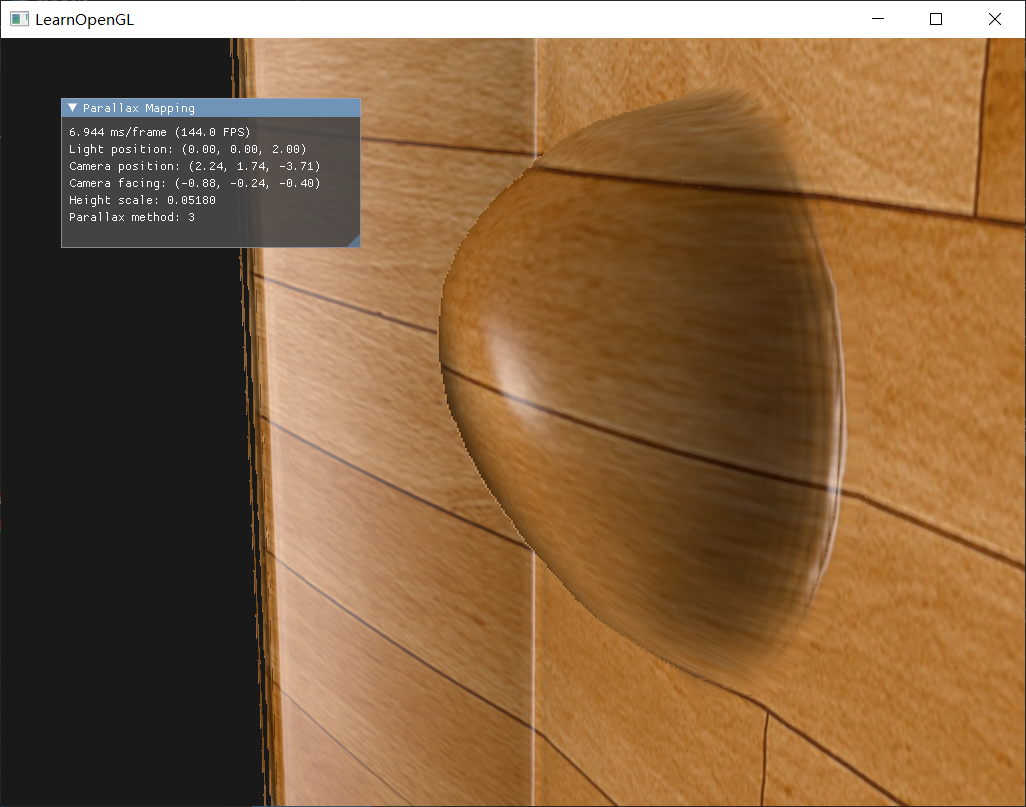 LearnOpenGL
Parallax Mapping
6.944 ms/frame (144.0 FPS)
Light position: (0.00, 0.00, 2.00)
Camera position: (2.24, 1.74, -3.71)
Camera facing: (-0.88, -0.24, -0.40)
Height scale: 0.05180
Parallax method: 3